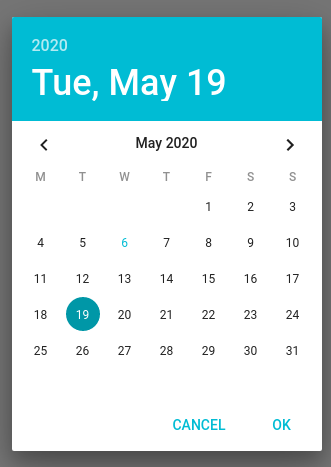 2020
Tue, May 19
May 2020
M T W T F S S
1 2 3
4 5 6 7 8 9 10
11 12 13 14 15 16 17
18 19 20 21 22 23 24
25 26 27 28 29 30 31
CANCEL OK